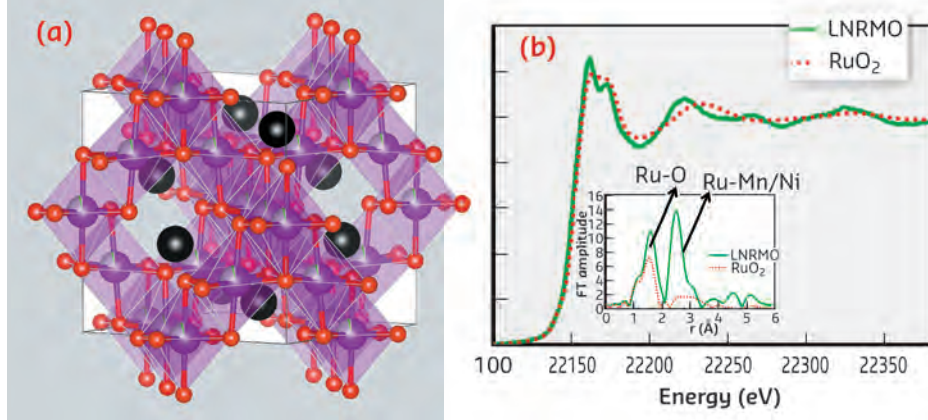 (a)
(b)
LNRMO
RuO₂
Ru-O
Ru-Mn/Ni
16
14
12
10
8
6
4
2
0
FT amplitude
LNRMO
RuO₂
0 1 2 3 4 5 6
r (Å)
100 22150 22200 22250 22300 22350
Energy (eV)